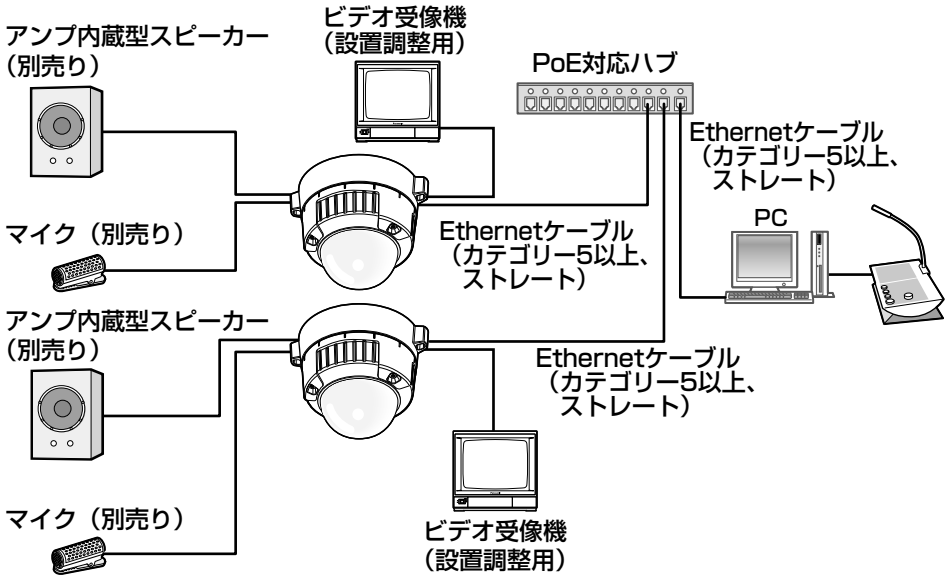 アンプ内蔵型スピーカー
（別売り）
ビデオ受像機
（設置調整用）
PoE対応ハブ
Ethernetケーブル
（カテゴリー5以上、
ストレート）
マイク（別売り）
Ethernetケーブル
（カテゴリー5以上、
ストレート）
PC
アンプ内蔵型スピーカー
（別売り）
Ethernetケーブル
（カテゴリー5以上、
ストレート）
マイク（別売り）
ビデオ受像機
（設置調整用）